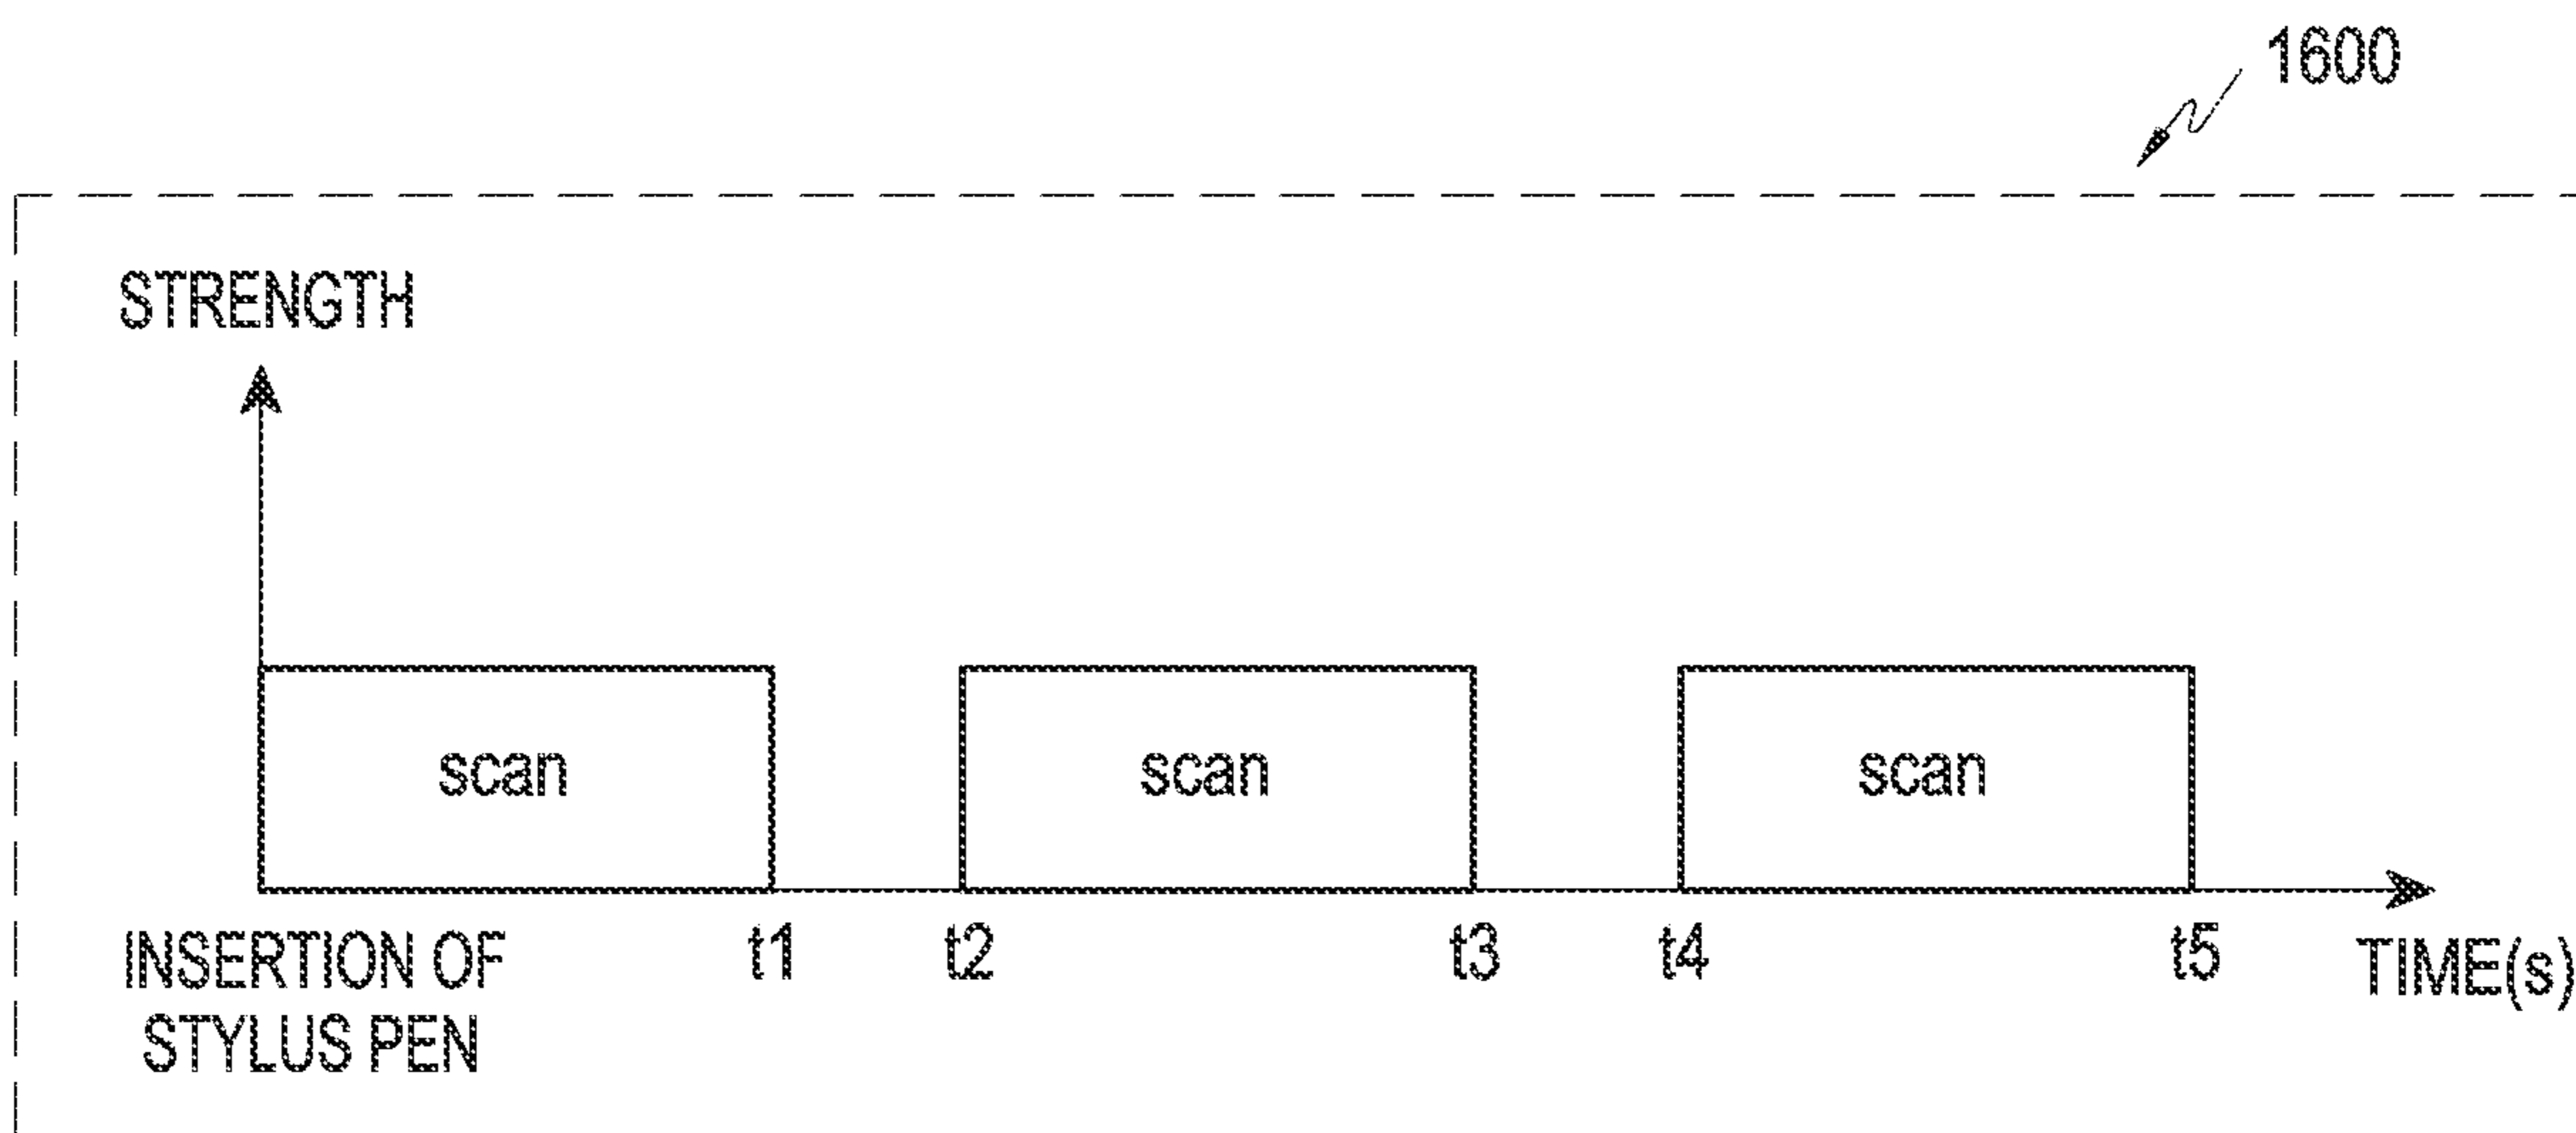 1600
STRENGTH
scan
scan
scan
INSERTION OF
STYLUS PEN
t1
t2
t3
t4
t5
TIME(s)